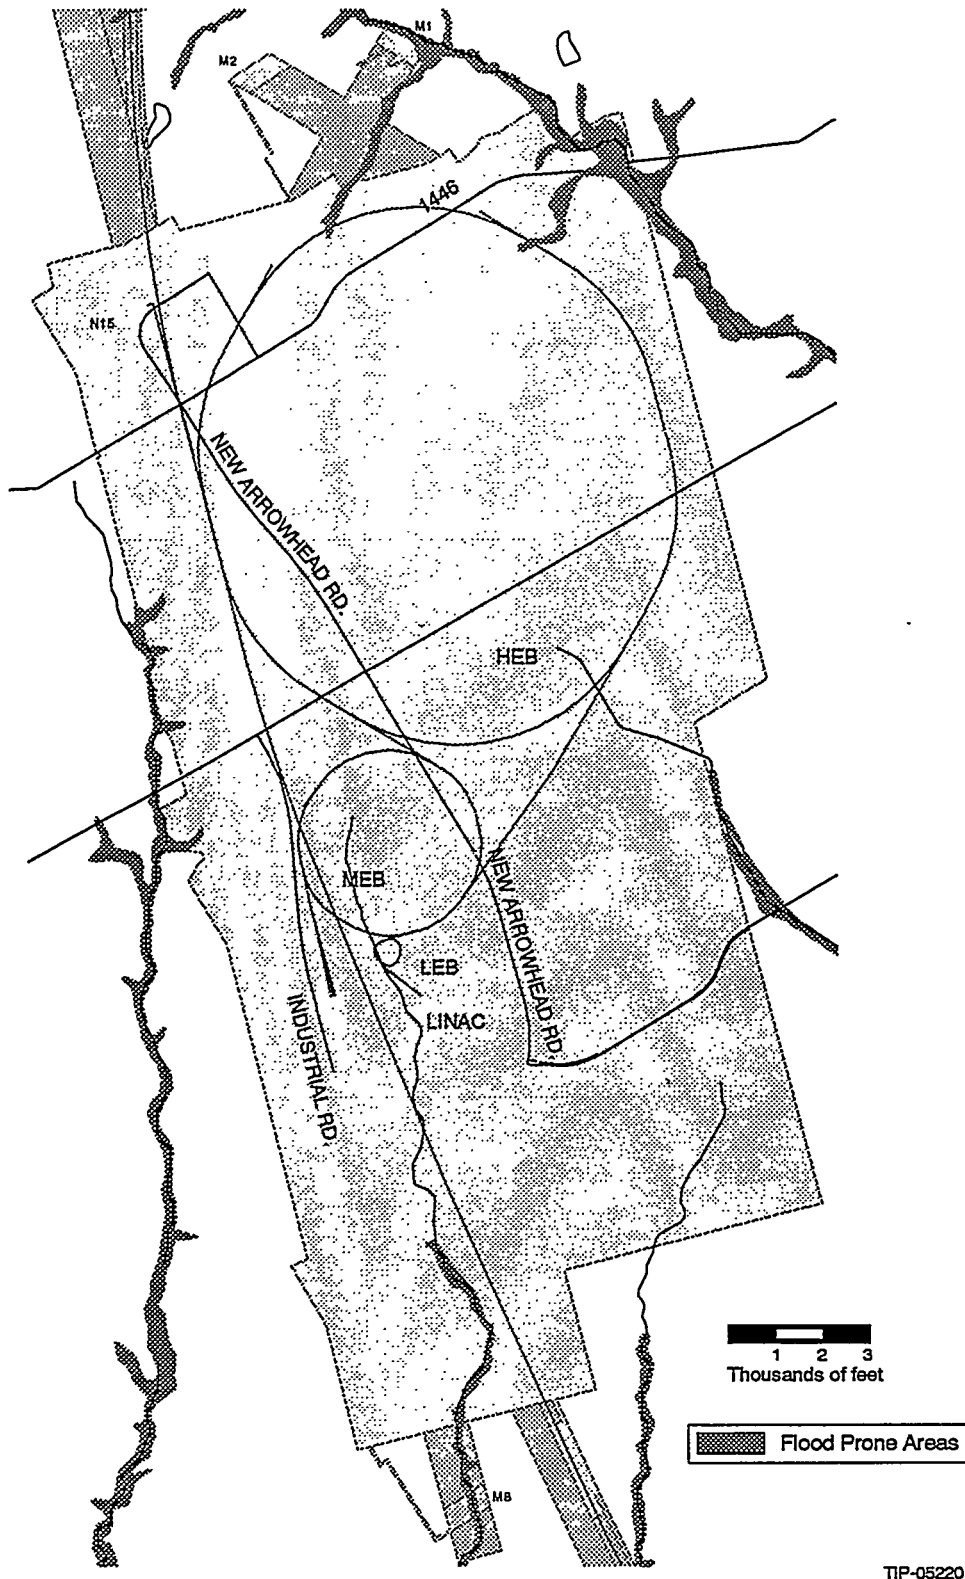 M1
M2
1446
N15
NEW ARROWHEAD RD.
HEB
MEB
NEW ARROWHEAD RD.
LEB
LINAC
INDUSTRIAL RD.
1 2 3
Thousands of feet
Flood Prone Areas
M8
TIP-05220